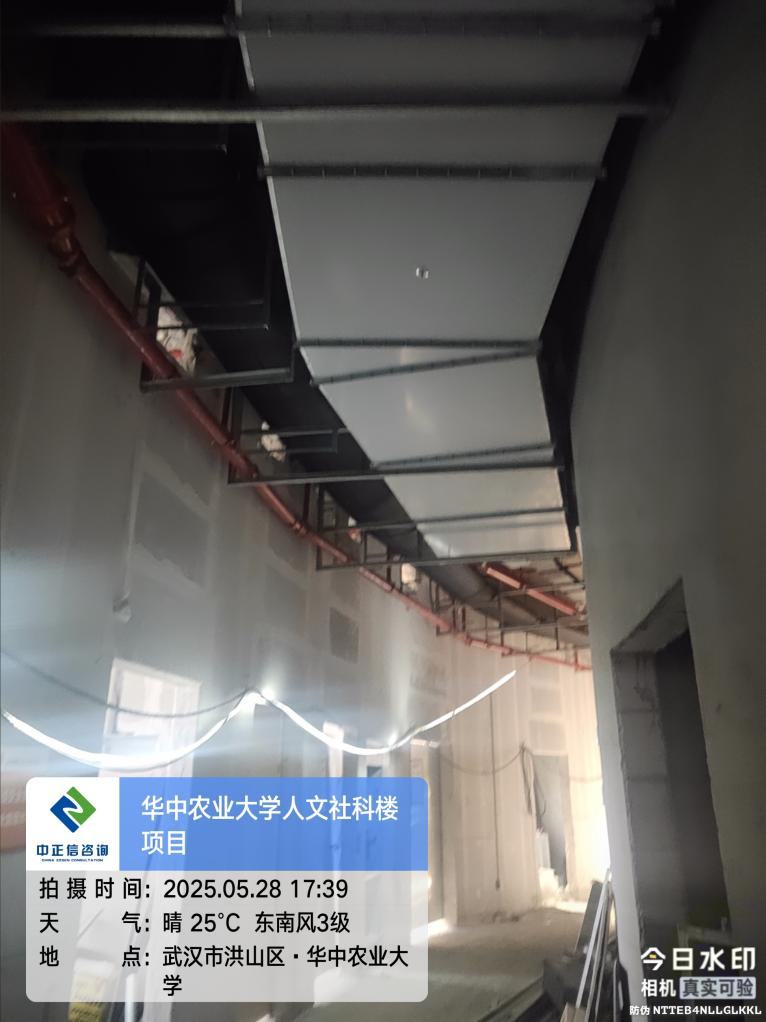 华中农业大学人文社科楼
项目
中正信咨询
CHINA ZOSEN CONSULTATION
拍摄时间：2025.05.28 17:39
天气：晴 25℃ 东南风3级
地点：武汉市洪山区·华中农业大
学
今日水印
相机 真实可验
防伪 NTTEB4NLLGLKKL